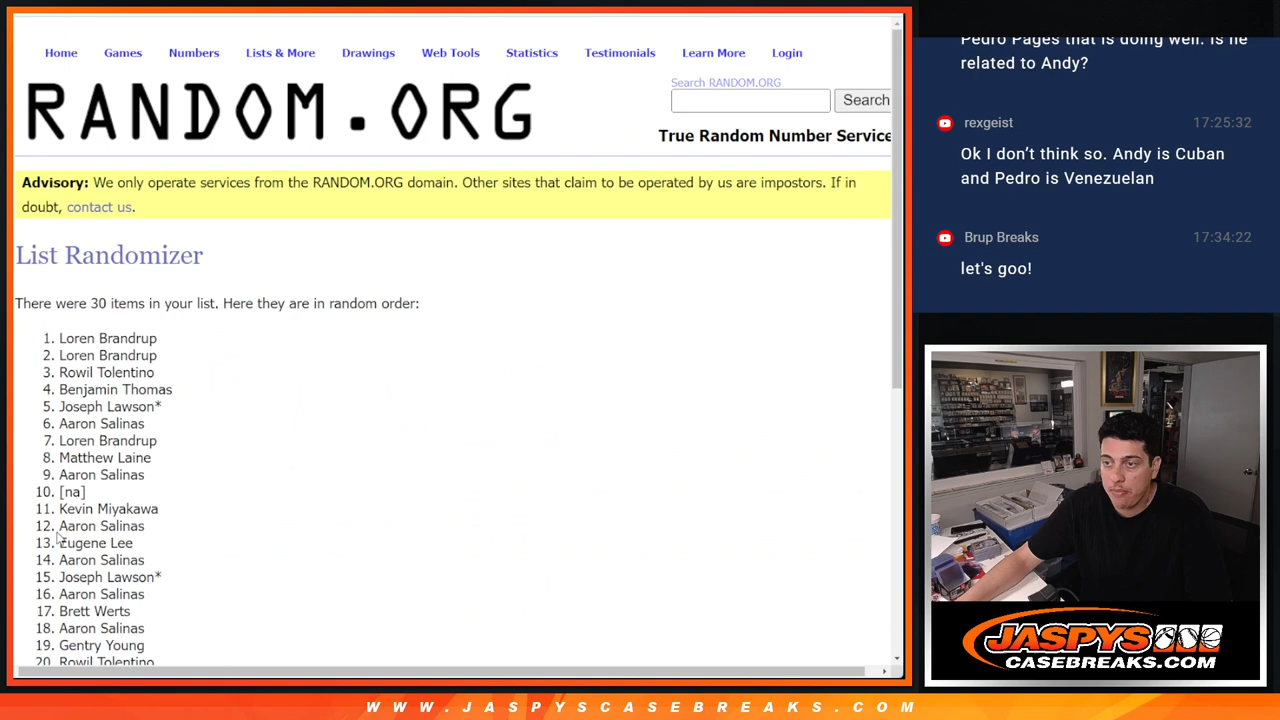 Home Games Numbers Lists & More Drawings Web Tools Statistics Testimonials Learn More Login
Search RANDOM.ORG
RANDOM.ORG
Search
True Random Number Service
Advisory: We only operate services from the RANDOM.ORG domain. Other sites that claim to be operated by us are impostors. If in
doubt, contact us.
List Randomizer
There were 30 items in your list. Here they are in random order:
1. Loren Brandrup
2. Loren Brandrup
3. Rowil Tolentino
4. Benjamin Thomas
5. Joseph Lawson*
6. Aaron Salinas
7. Loren Brandrup
8. Matthew Laine
9. Aaron Salinas
10. [na]
11. Kevin Miyakawa
12. Aaron Salinas
13. Eugene Lee
14. Aaron Salinas
15. Joseph Lawson*
16. Aaron Salinas
17. Brett Werts
18. Aaron Salinas
19. Gentry Young
20. Rowil Tolentino
Pedro Pages that is doing well. Is he
related to Andy?
rexgeist 17:25:32
Ok I don't think so. Andy is Cuban
and Pedro is Venezuelan
Brup Breaks 17:34:22
let's goo!
JASPYS
CASEBREAKS.COM
WWW.JASPYSCASEBREAKS.COM